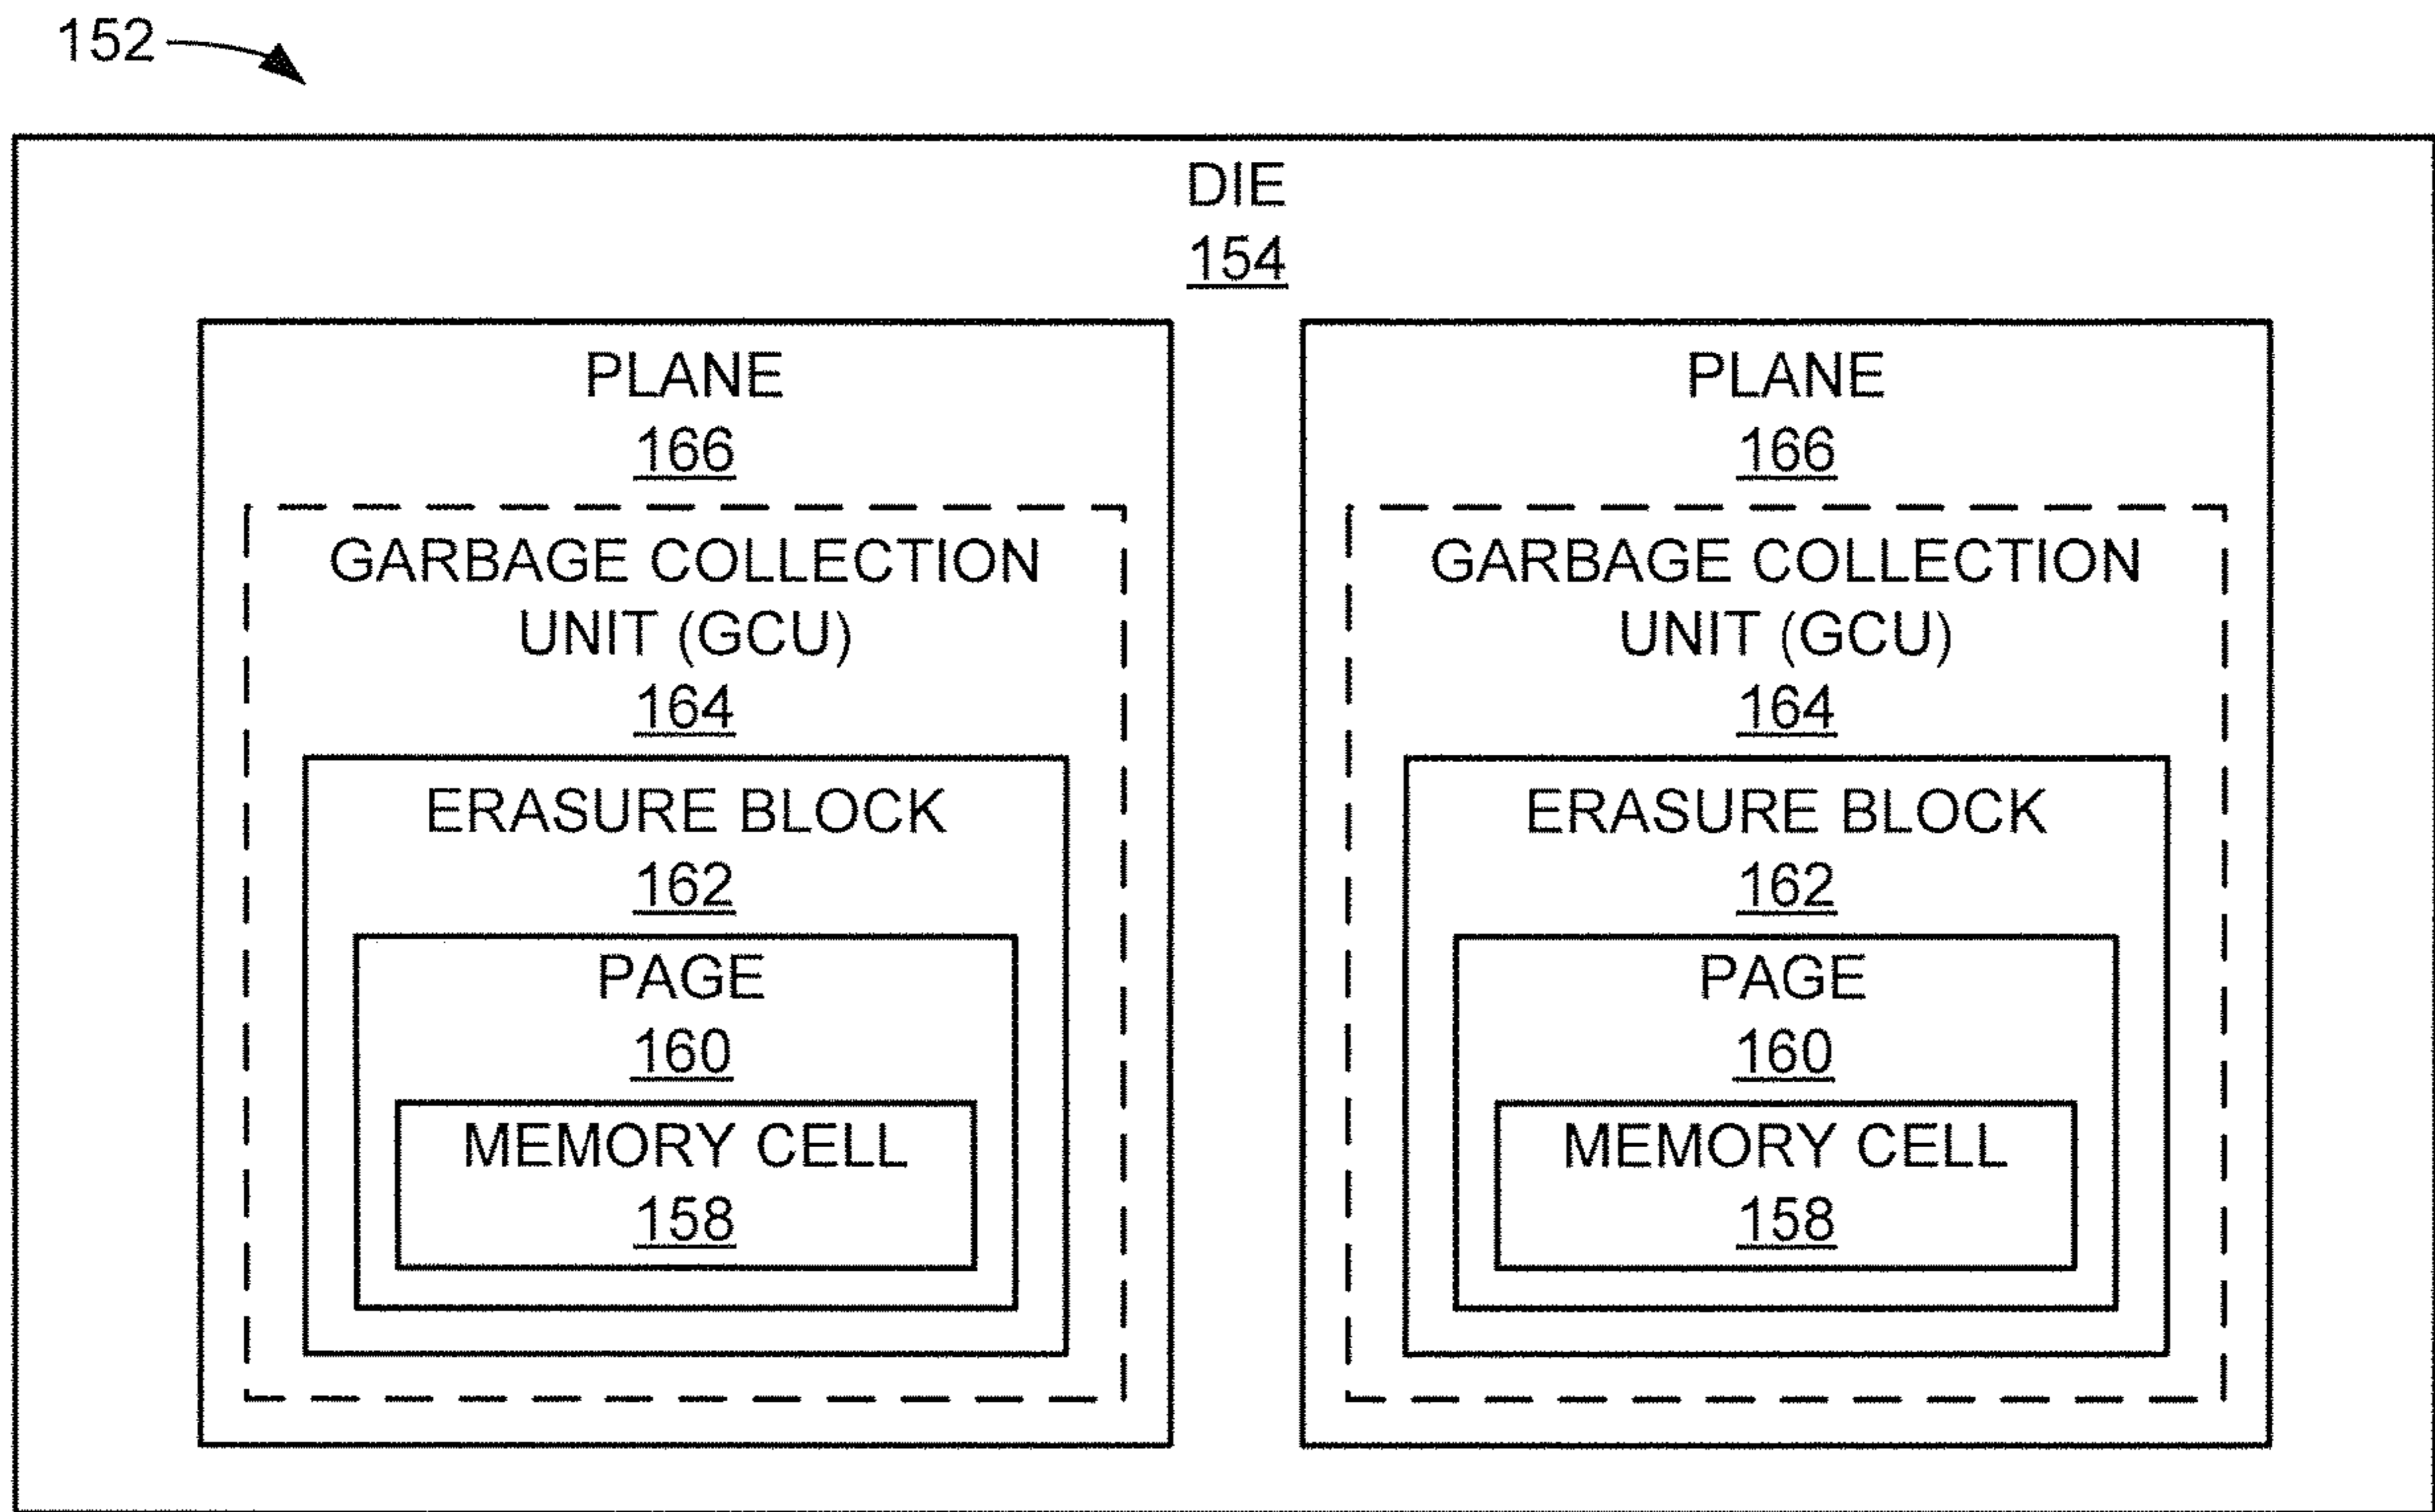 152
DIE
154
PLANE
166
GARBAGE COLLECTION
UNIT (GCU)
164
ERASURE BLOCK
162
PAGE
160
MEMORY CELL
158
PLANE
166
GARBAGE COLLECTION
UNIT (GCU)
164
ERASURE BLOCK
162
PAGE
160
MEMORY CELL
158